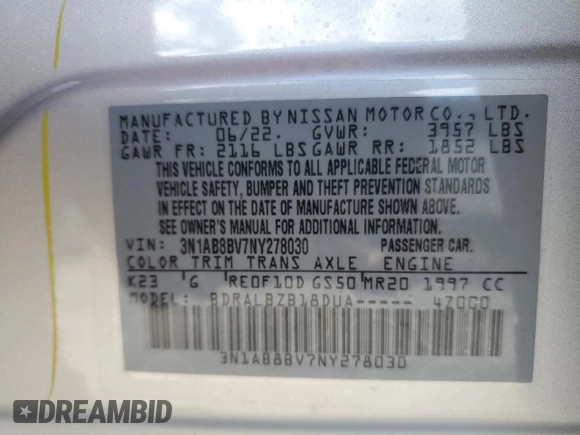 MANUFACTURED BY NISSAN MOTOR CO., LTD.
DATE: 06/22. GVWR: 3957 LBS
GAWR FR: 2116 LBS GAWR RR: 1852 LBS
THIS VEHICLE CONFORMS TO ALL APPLICABLE FEDERAL MOTOR
VEHICLE SAFETY, BUMPER AND THEFT PREVENTION STANDARDS
IN EFFECT ON THE DATE OF MANUFACTURE SHOWN ABOVE.
SEE OWNER'S MANUAL FOR ADDITIONAL INFORMATION.
VIN: 3N1AB8BV7NY278030 PASSENGER CAR.
COLOR TRIM TRANS AXLE ENGINE
K23 G RE0F10D GS50 MR20 1997 CC
MODEL: BDRALBZB18DUA----- 470G0
3N1AB8BV7NY278030
DREAMBID